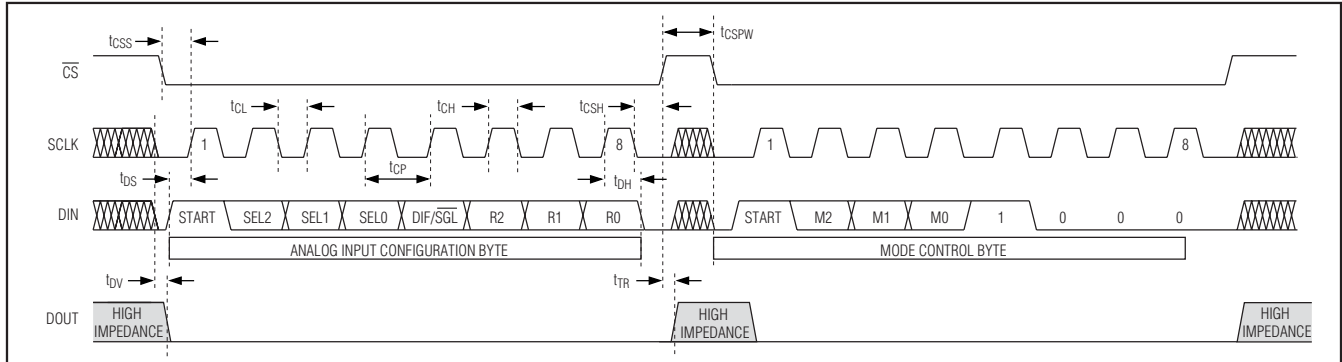 tCSS
tCSPW
CS
tCL
tCH
tCSH
SCLK
1
8
1
8
tDS
tCP
tDH
DIN
START SEL2 SEL1 SEL0 DIF/SGL R2 R1 R0
START M2 M1 M0 1 0 0 0
ANALOG INPUT CONFIGURATION BYTE
MODE CONTROL BYTE
tDV
tTR
DOUT
HIGH
IMPEDANCE
HIGH
IMPEDANCE
HIGH
IMPEDANCE